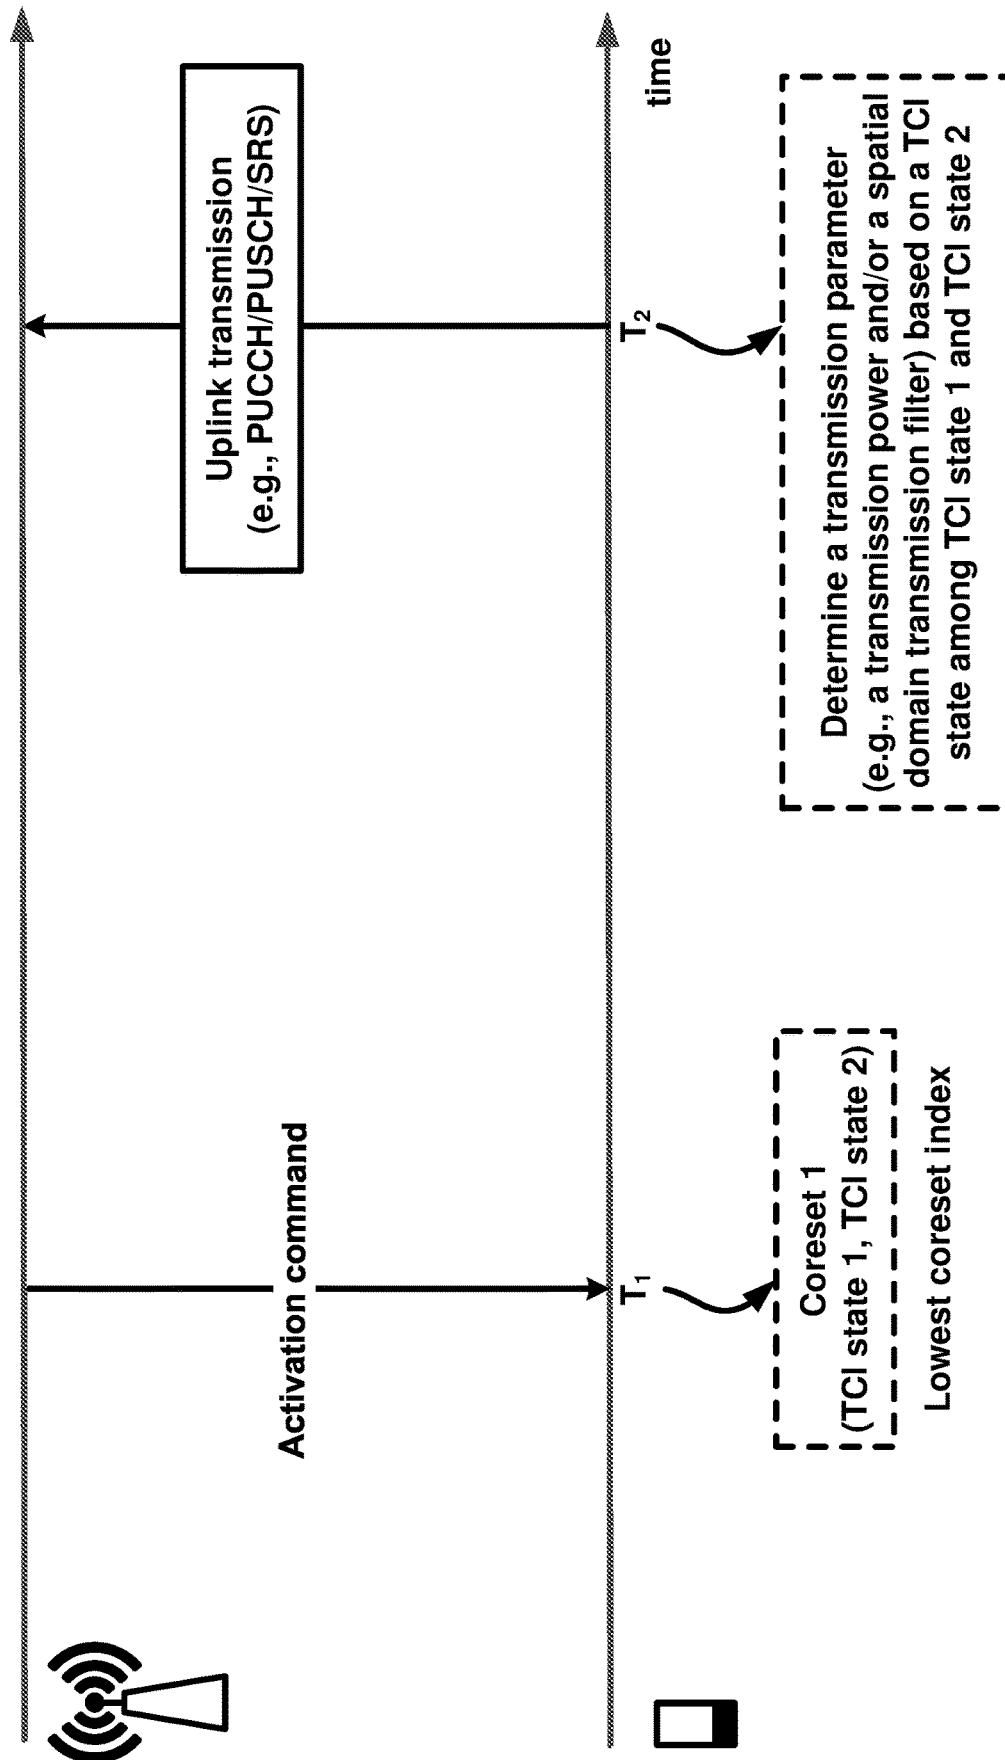 Activation command
Uplink transmission
(e.g., PUCCH/PUSCH/SRS)
T1
T2
time
Coreset 1
(TCI state 1, TCI state 2)
Lowest coreset index
Determine a transmission parameter
(e.g., a transmission power and/or a spatial
domain transmission filter) based on a TCI
state among TCI state 1 and TCI state 2